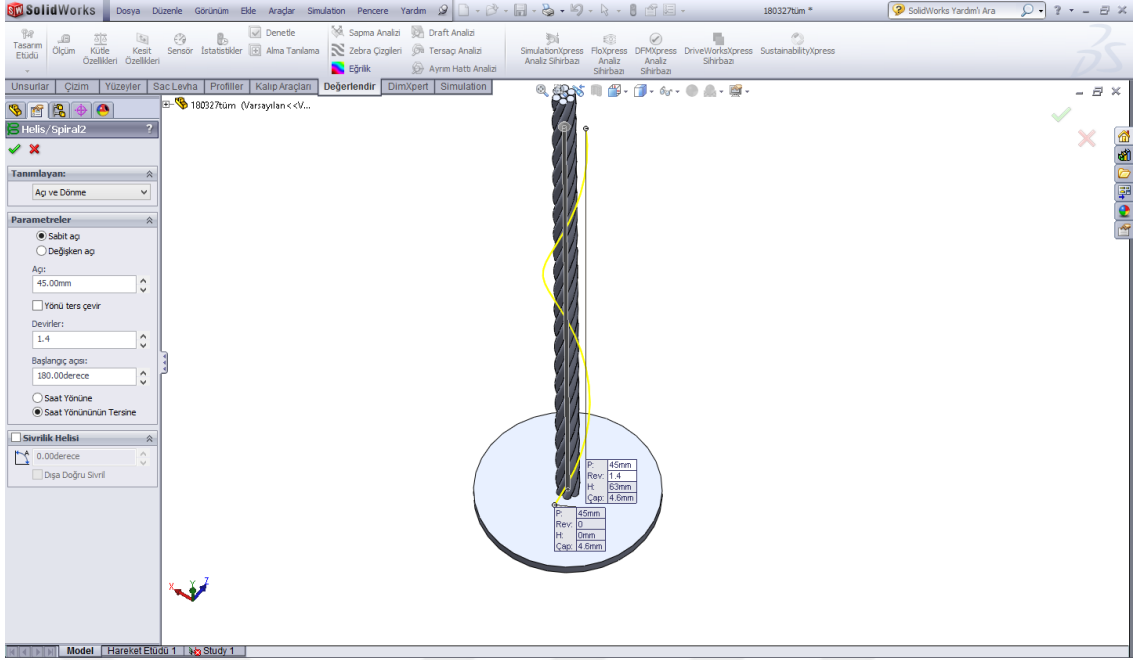 SolidWorks Dosya Düzenle Görünüm Ekle Araçlar Simulation Pencere Yardım 180327tüm * SolidWorks Yardım'ı Ara
Tasarım Etüdü
Ölçüm
Kütle Özellikleri
Kesit Özellikleri
Sensör
İstatistikler
Denetle
Alma Tanılama
Sapma Analizi
Zebra Çizgileri
Eğrilik
Draft Analizi
Tersaçı Analizi
Ayrım Hattı Analizi
SimulationXpress Analiz Sihirbazı
FloXpress Analiz Sihirbazı
DFMXpress Analiz Sihirbazı
DriveWorksXpress Sihirbazı
SustainabilityXpress
Unsurlar Çizim Yüzeyler Sac Levha Profiller Kalıp Araçları Değerlendir DimXpert Simulation
180327tüm (Varsayılan<<V...
Helis/Spiral2 ?
Tanımlayan:
Açı ve Dönme
Parametreler
Sabit açı
Değişken açı
Açı:
45.00mm
Yönü ters çevir
Devirler:
1.4
Başlangıç açısı:
180.00derece
Saat Yönüne
Saat Yönününün Tersine
Sivrilik Helisi
0.00derece
Dışa Doğru Sivril
P: 45mm
Rev: 1.4
H: 63mm
Çap: 4.6mm
P: 45mm
Rev: 0
H: 0mm
Çap: 4.6mm
X Y Z
Model Hareket Etüdü 1 Study 1